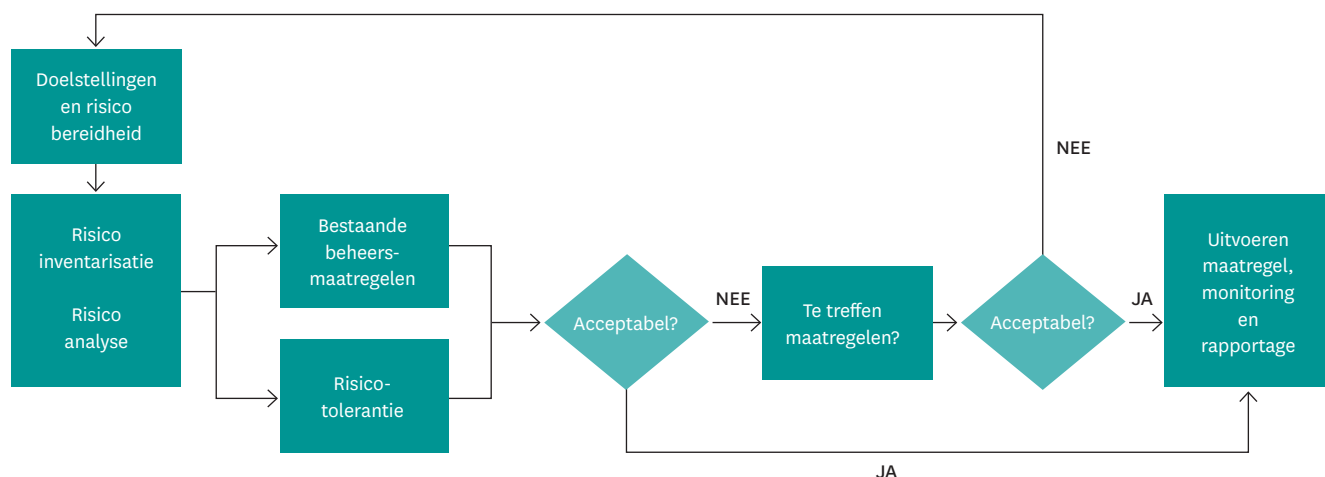 Doelstellingen
en risico
bereidheid
Risico
inventarisatie
Risico
analyse
Bestaande
beheers-
maatregelen
Risico-
tolerantie
Acceptabel?
NEE
JA
Te treffen
maatregelen?
Acceptabel?
NEE
JA
Uitvoeren
maatregel,
monitoring
en
rapportage